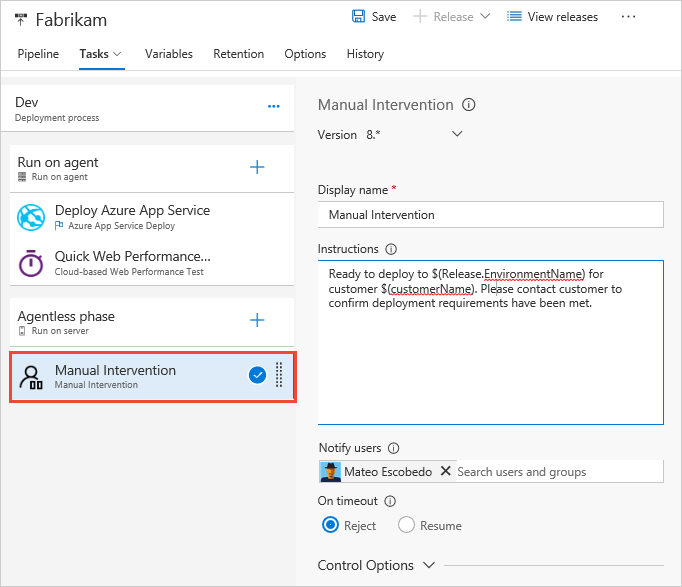 Fabrikam
Save
Release
View releases
...
Pipeline
Tasks
Variables
Retention
Options
History
Dev
Deployment process
...
Run on agent
Run on agent
Deploy Azure App Service
Azure App Service Deploy
Quick Web Performance...
Cloud-based Web Performance Test
Agentless phase
Run on server
Manual Intervention
Manual Intervention
Manual Intervention
Version 8.*
Display name *
Manual Intervention
Instructions
Ready to deploy to $(Release.EnvironmentName) for
customer $(customerName). Please contact customer to
confirm deployment requirements have been met.
Notify users
Mateo Escobedo
Search users and groups
On timeout
Reject
Resume
Control Options